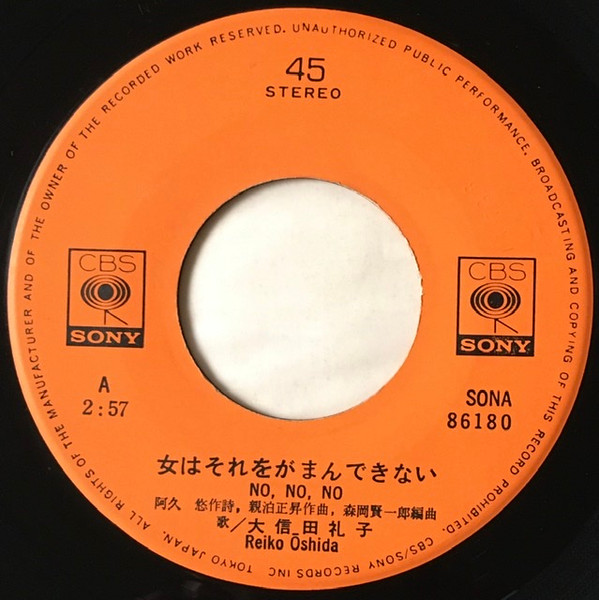 ALL RIGHTS OF THE MANUFACTURER AND OF THE OWNER OF THE RECORDED WORK RESERVED. UNAUTHORIZED PUBLIC PERFORMANCE, BROADCASTING AND COPYING OF THIS RECORD PROHIBITED. CBS/SONY RECORDS INC TOKYO JAPAN.
45
STEREO
CBS
SONY
CBS
SONY
A
2:57
SONA
86180
女はそれをがまんできない
NO, NO, NO
阿久 悠作詩, 親泊正昇作曲, 森岡賢一郎編曲
歌/大信田礼子
Reiko Ōshida